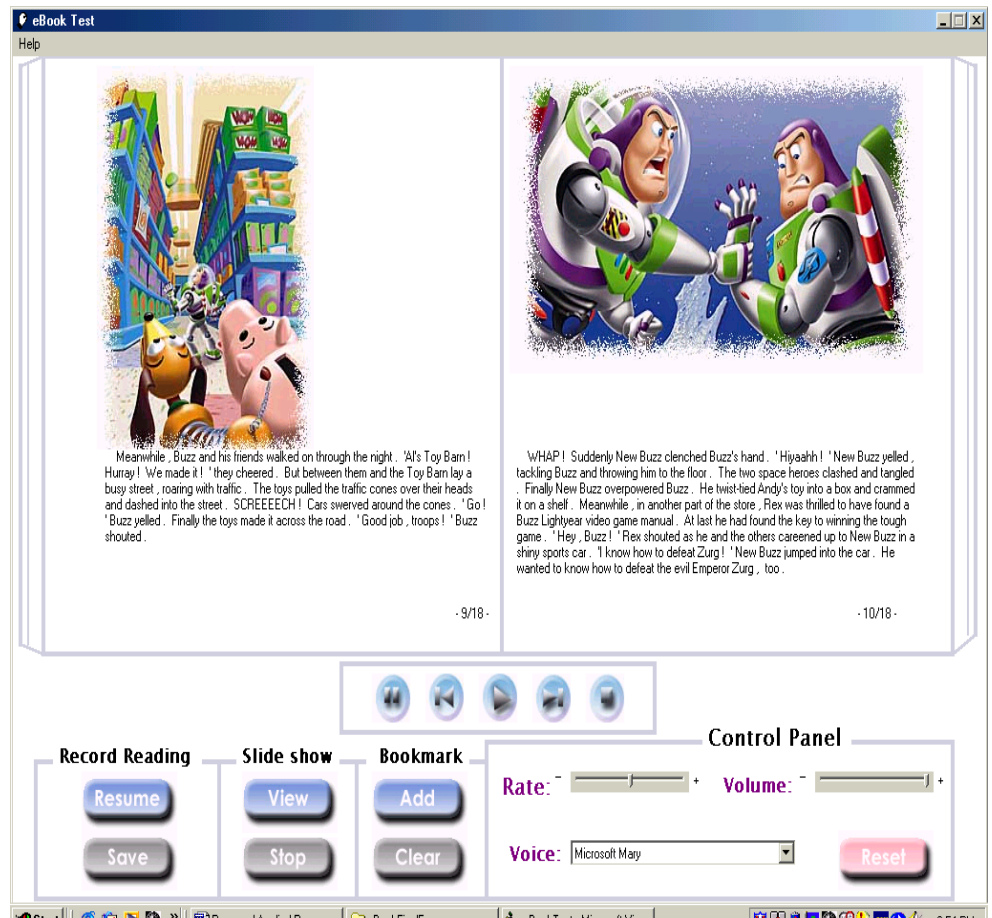 eBook Test
Help
WOW
WOW
WOW
Meanwhile , Buzz and his friends walked on through the night . 'Al's Toy Barn !
Hurray ! We made it ! ' they cheered . But between them and the Toy Barn lay a
busy street , roaring with traffic . The toys pulled the traffic cones over their heads
and dashed into the street . SCREEEECH ! Cars swerved around the cones . ' Go !
' Buzz yelled . Finally the toys made it across the road . ' Good job , troops ! ' Buzz
shouted .
- 9/18 -
WHAP ! Suddenly New Buzz clenched Buzz's hand . ' Hiyaahh ! ' New Buzz yelled ,
tackling Buzz and throwing him to the floor . The two space heroes clashed and tangled
. Finally New Buzz overpowered Buzz . He twist-tied Andy's toy into a box and crammed
it on a shelf . Meanwhile , in another part of the store , Rex was thrilled to have found a
Buzz Lightyear video game manual . At last he had found the key to winning the tough
game . ' Hey , Buzz ! ' Rex shouted as he and the others careened up to New Buzz in a
shiny sports car . 'I know how to defeat Zurg ! ' New Buzz jumped into the car . He
wanted to know how to defeat the evil Emperor Zurg , too .
- 10/18 -
Record Reading
Resume
Save
Slide show
View
Stop
Bookmark
Add
Clear
Control Panel
Rate: - +
Volume: - +
Voice: Microsoft Mary
Reset